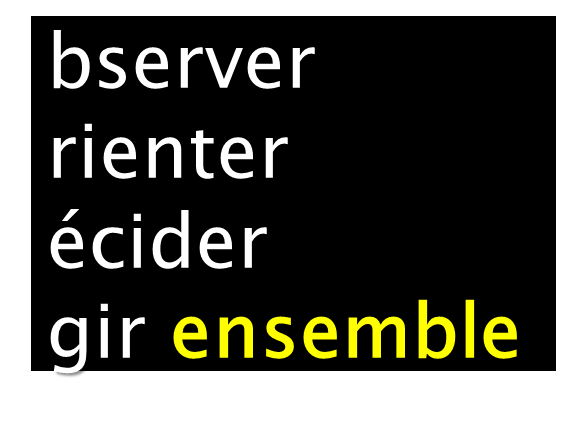 bserver
rienter
écider
gir ensemble